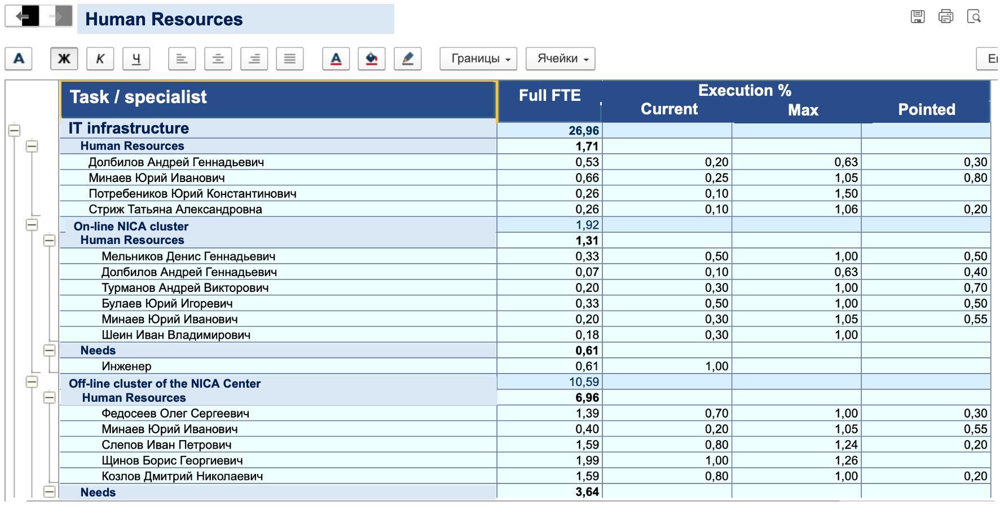 Human Resources
A Ж К Ч A Границы Ячейки
Task / specialist Full FTE Execution %
Current Max Pointed
IT infrastructure 26,96
Human Resources 1,71
Долбилов Андрей Геннадьевич 0,53 0,20 0,63 0,30
Минаев Юрий Иванович 0,66 0,25 1,05 0,80
Потребеников Юрий Константинович 0,26 0,10 1,50
Стриж Татьяна Александровна 0,26 0,10 1,06 0,20
On-line NICA cluster 1,92
Human Resources 1,31
Мельников Денис Геннадьевич 0,33 0,50 1,00 0,50
Долбилов Андрей Геннадьевич 0,07 0,10 0,63 0,40
Турманов Андрей Викторович 0,20 0,30 1,00 0,70
Булаев Юрий Игоревич 0,33 0,50 1,00 0,50
Минаев Юрий Иванович 0,20 0,30 1,05 0,55
Шеин Иван Владимирович 0,18 0,30 1,00
Needs 0,61
Инженер 0,61 1,00
Off-line cluster of the NICA Center 10,59
Human Resources 6,96
Федосеев Олег Сергеевич 1,39 0,70 1,00 0,30
Минаев Юрий Иванович 0,40 0,20 1,05 0,55
Слепов Иван Петрович 1,59 0,80 1,24 0,20
Щинов Борис Георгиевич 1,99 1,00 1,26
Козлов Дмитрий Николаевич 1,59 0,80 1,00 0,20
Needs 3,64